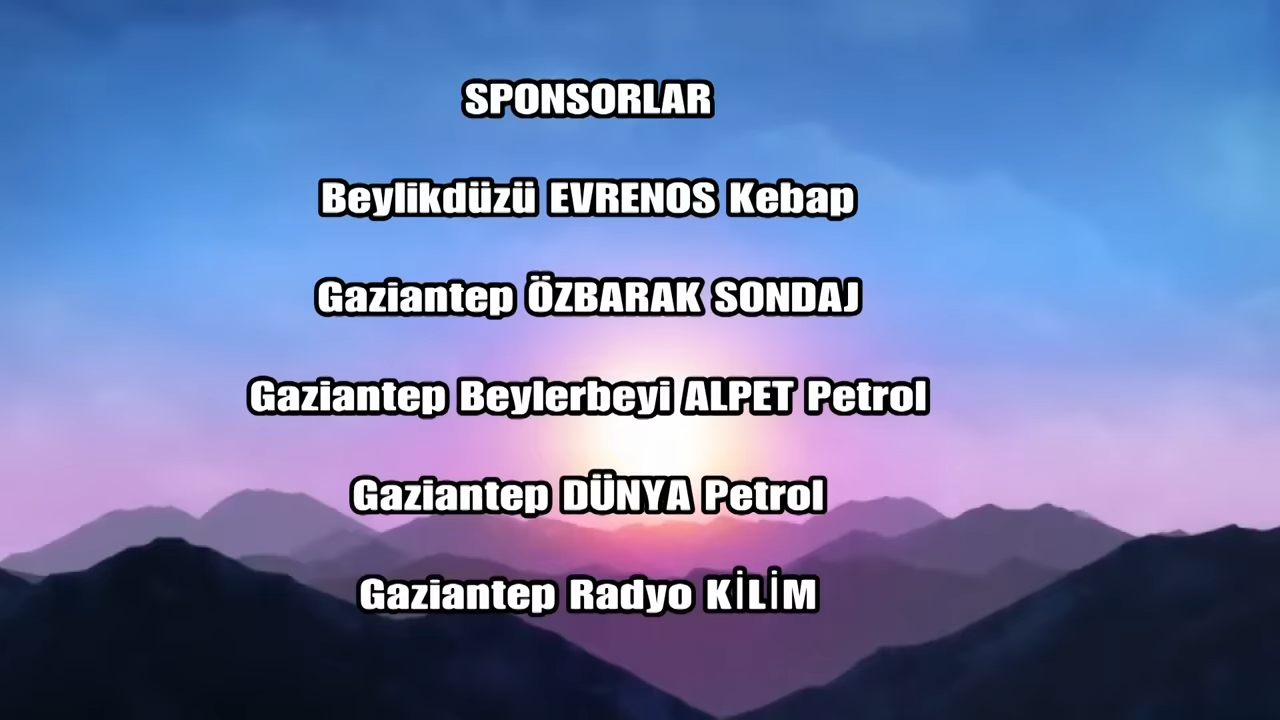 SPONSORLAR
Beylikdüzü EVRENOS Kebap
Gaziantep ÖZBARAK SONDAJ
Gaziantep Beylerbeyi ALPET Petrol
Gaziantep DÜNYA Petrol
Gaziantep Radyo KİLİM